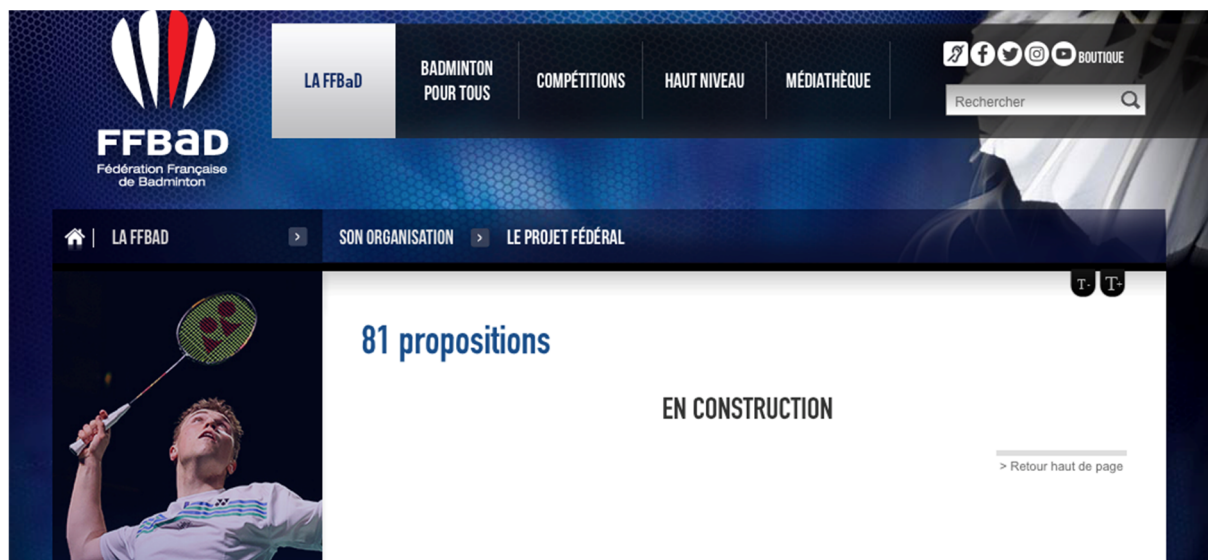 FFBaD
Fédération Française
de Badminton
LA FFBaD
BADMINTON
POUR TOUS
COMPÉTITIONS
HAUT NIVEAU
MÉDIATHÈQUE
BOUTIQUE
Rechercher
LA FFBAD > SON ORGANISATION > LE PROJET FÉDÉRAL
T- T+
81 propositions
EN CONSTRUCTION
> Retour haut de page